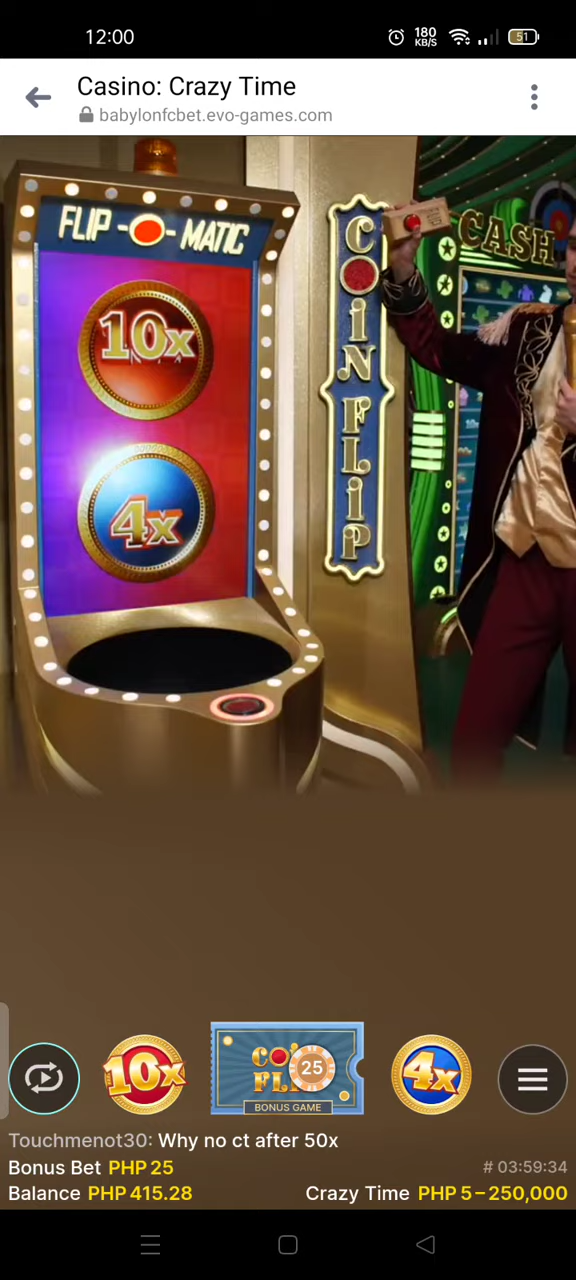 12:00
180 KB/S
51
Casino: Crazy Time
babylonfcbet.evo-games.com
FLIP-O-MATIC
10x
4x
COiN FLiP
CASH
10x
25
BONUS GAME
4x
Touchmenot30: Why no ct after 50x
Bonus Bet PHP 25
# 03:59:34
Balance PHP 415.28
Crazy Time PHP 5–250,000